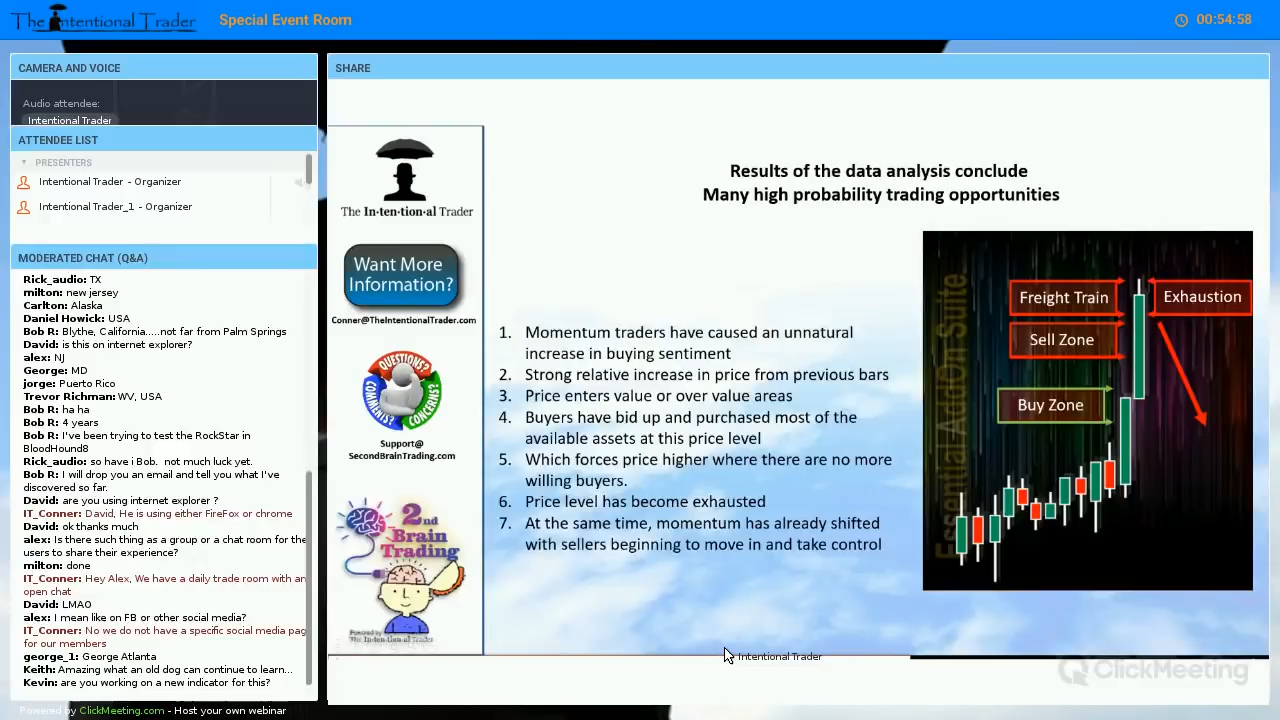 The Intentional Trader
Special Event Room
00:54:58
CAMERA AND VOICE
Audio attendee:
Intentional Trader
ATTENDEE LIST
PRESENTERS
Intentional Trader - Organizer
Intentional Trader_1 - Organizer
MODERATED CHAT (Q&A)
Rick_audio: TX
milton: new jersey
Carlton: Alaska
Daniel Howick: USA
Bob R: Blythe, California.....not far from Palm Springs
David: is this on internet explorer?
alex: NJ
George: MD
jorge: Puerto Rico
Trevor Richman: WV, USA
Bob R: ha ha
Bob R: 4 years
Bob R: I've been trying to test the RockStar in
BloodHound8
Rick_audio: so have i Bob.  not much luck yet.
Bob R: I will drop you an email and tell you what I've
discovered so far.
David: are you using internet explorer ?
IT_Conner: David, He is using either FireFox or chrome
David: ok thanks much
alex: Is there such thing as a group or a chat room for the
users to share their experience?
milton: done
IT_Conner: Hey Alex, We have a daily trade room with an
open chat
David: LMAO
alex: I mean like on FB or other social media?
IT_Conner: No we do not have a specific social media pag
for our members
george_1: George Atlanta
Keith: Amazing what an old dog can continue to learn...
Kevin: are you working on a new indicator for this?
Powered by ClickMeeting.com - Host your own webinar
SHARE
The In·ten·tion·al Trader
Want More
Information?
Conner@TheIntentionalTrader.com
QUESTIONS?
COMMENTS?
CONCERNS?
Support@
SecondBrainTrading.com
2nd
Brain
Trading
Powered by
The In·ten·tion·al Trader
Results of the data analysis conclude
Many high probability trading opportunities
1. Momentum traders have caused an unnatural
increase in buying sentiment
2. Strong relative increase in price from previous bars
3. Price enters value or over value areas
4. Buyers have bid up and purchased most of the
available assets at this price level
5. Which forces price higher where there are no more
willing buyers.
6. Price level has become exhausted
7. At the same time, momentum has already shifted
with sellers beginning to move in and take control
Essential Audio Suite
Freight Train
Exhaustion
Sell Zone
Buy Zone
Intentional Trader
ClickMeeting